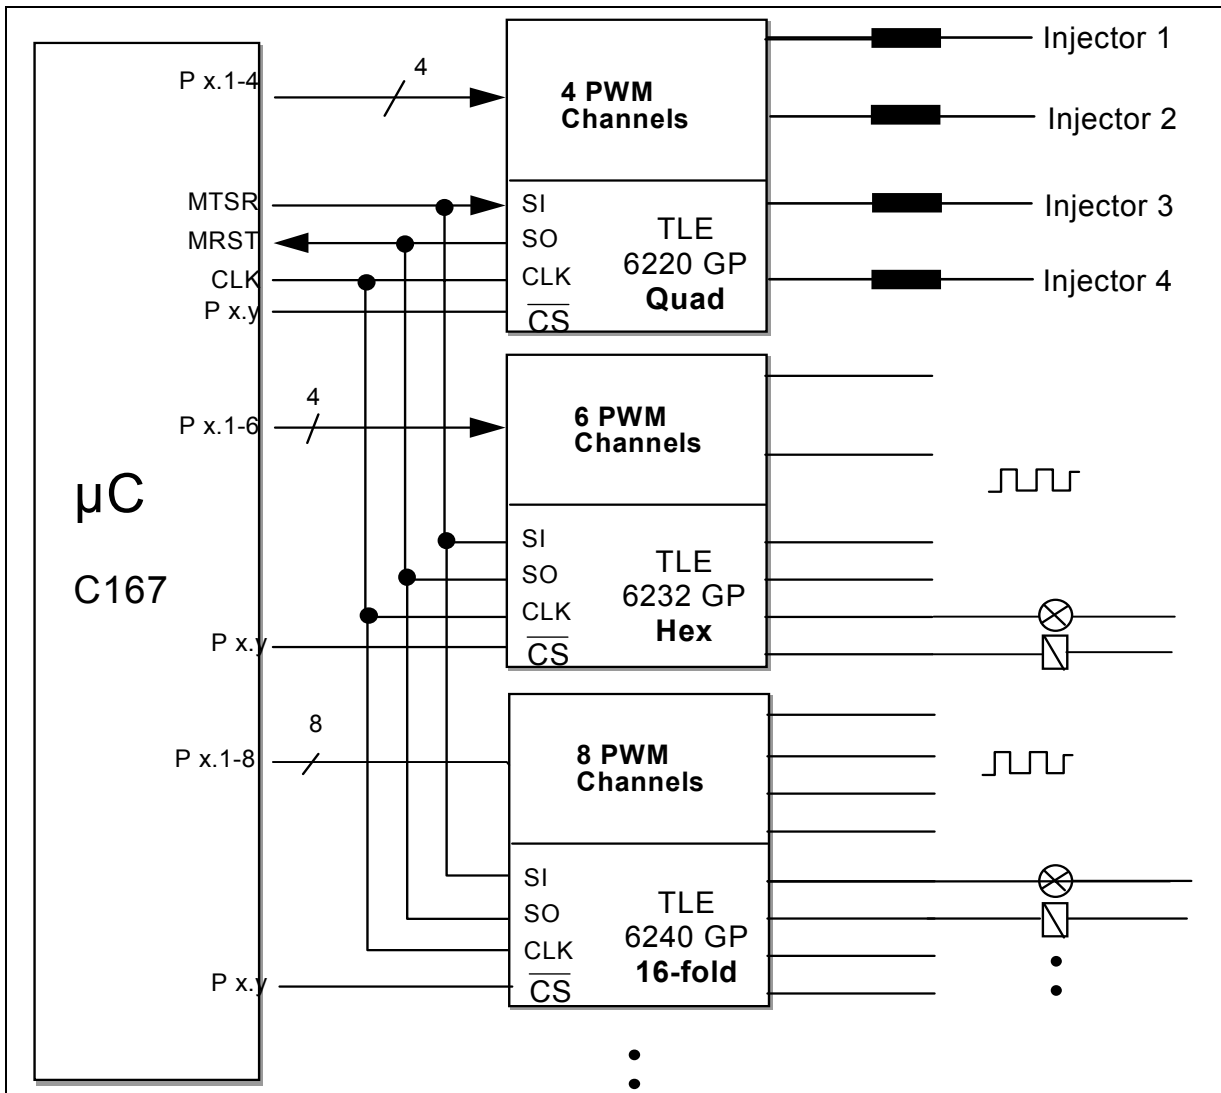 P x.1-4
4
4 PWM
Channels
Injector 1
Injector 2
MTSR
MRST
CLK
P x.y
SI
SO
CLK
CS
TLE
6220 GP
Quad
Injector 3
Injector 4
µC
C167
P x.1-6
4
6 PWM
Channels
P x.y
SI
SO
CLK
CS
TLE
6232 GP
Hex
P x.1-8
8
8 PWM
Channels
P x.y
SI
SO
CLK
CS
TLE
6240 GP
16-fold